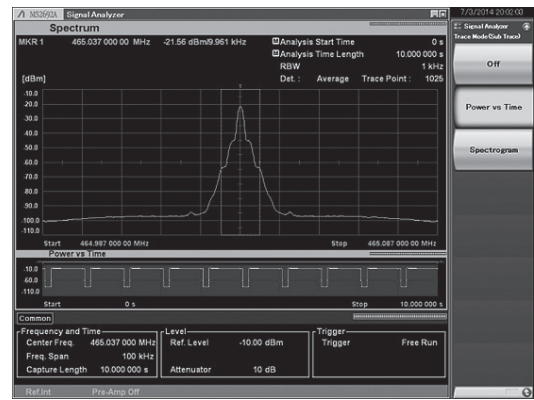 MS2692A Signal Analyzer
7/3/2014 20:02:03
Spectrum
MKR 1 465.037 000 00 MHz -21.56 dBm/9.961 kHz
Analysis Start Time 0 s
Analysis Time Length 10.000 000 s
RBW 1 kHz
Det. : Average Trace Point : 1025
[dBm]
-10.0
-20.0
-30.0
-40.0
-50.0
-60.0
-70.0
-80.0
-90.0
-100.0
-110.0
Start 464.987 000 00 MHz Stop 465.087 000 00 MHz
Power vs Time
-10.0
-60.0
-110.0
Start 0 s Stop 10.000 000 s
Common
Frequency and Time
Center Freq. 465.037 000 MHz
Freq. Span 100 kHz
Capture Length 10.000 000 s
Level
Ref. Level -10.00 dBm
Attenuator 10 dB
Trigger
Trigger Free Run
Ref.Int Pre-Amp Off
Signal Analyzer
Trace Mode(Sub Trace)
Off
Power vs Time
Spectrogram